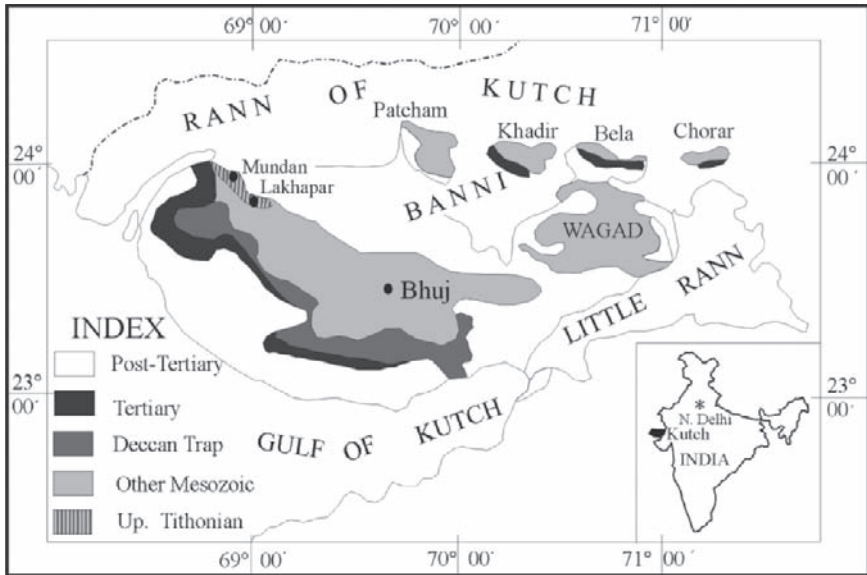 69° 00′
70° 00′
71° 00′
RANN OF KUTCH
Patcham
Khadir
Bela
Chorar
24°
00′
24°
00′
Mundan
Lakhapar
BANNI
WAGAD
Bhuj
LITTLE RANN
INDEX
Post-Tertiary
Tertiary
Deccan Trap
Other Mesozoic
Up. Tithonian
23°
00′
23°
00′
GULF OF KUTCH
*
N. Delhi
Kutch
INDIA
69° 00′
70° 00′
71° 00′